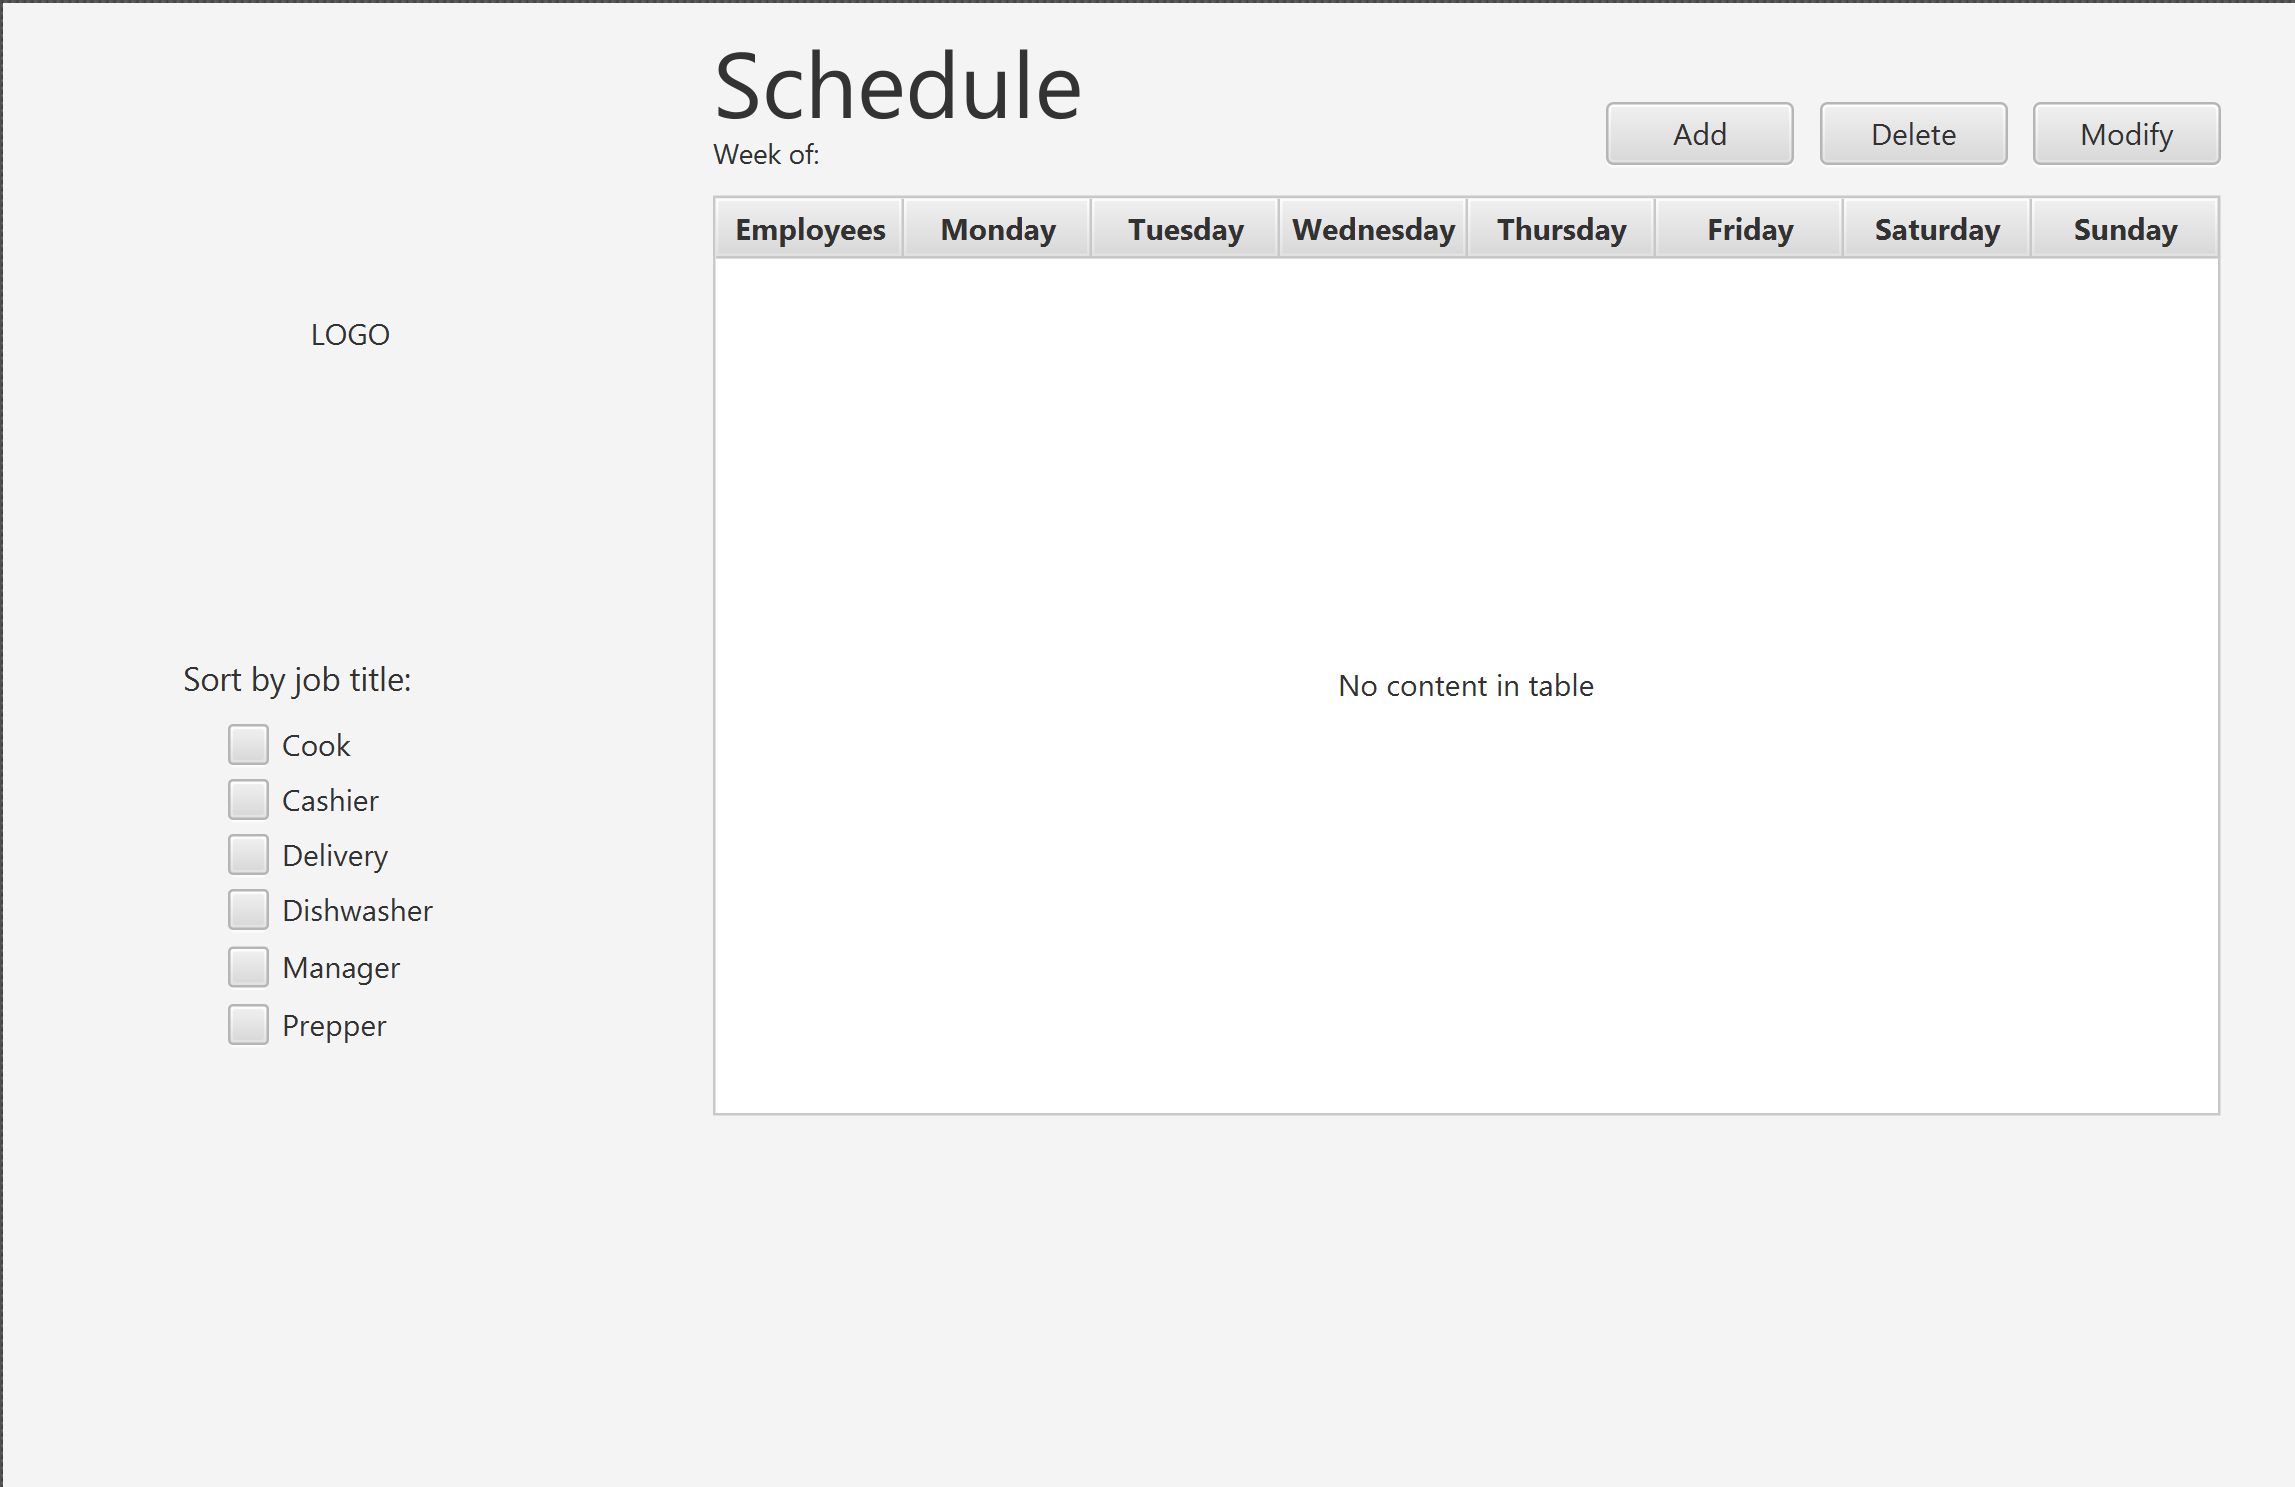 Schedule
Week of:
Add Delete Modify
Employees Monday Tuesday Wednesday Thursday Friday Saturday Sunday
LOGO
No content in table
Sort by job title:
Cook
Cashier
Delivery
Dishwasher
Manager
Prepper